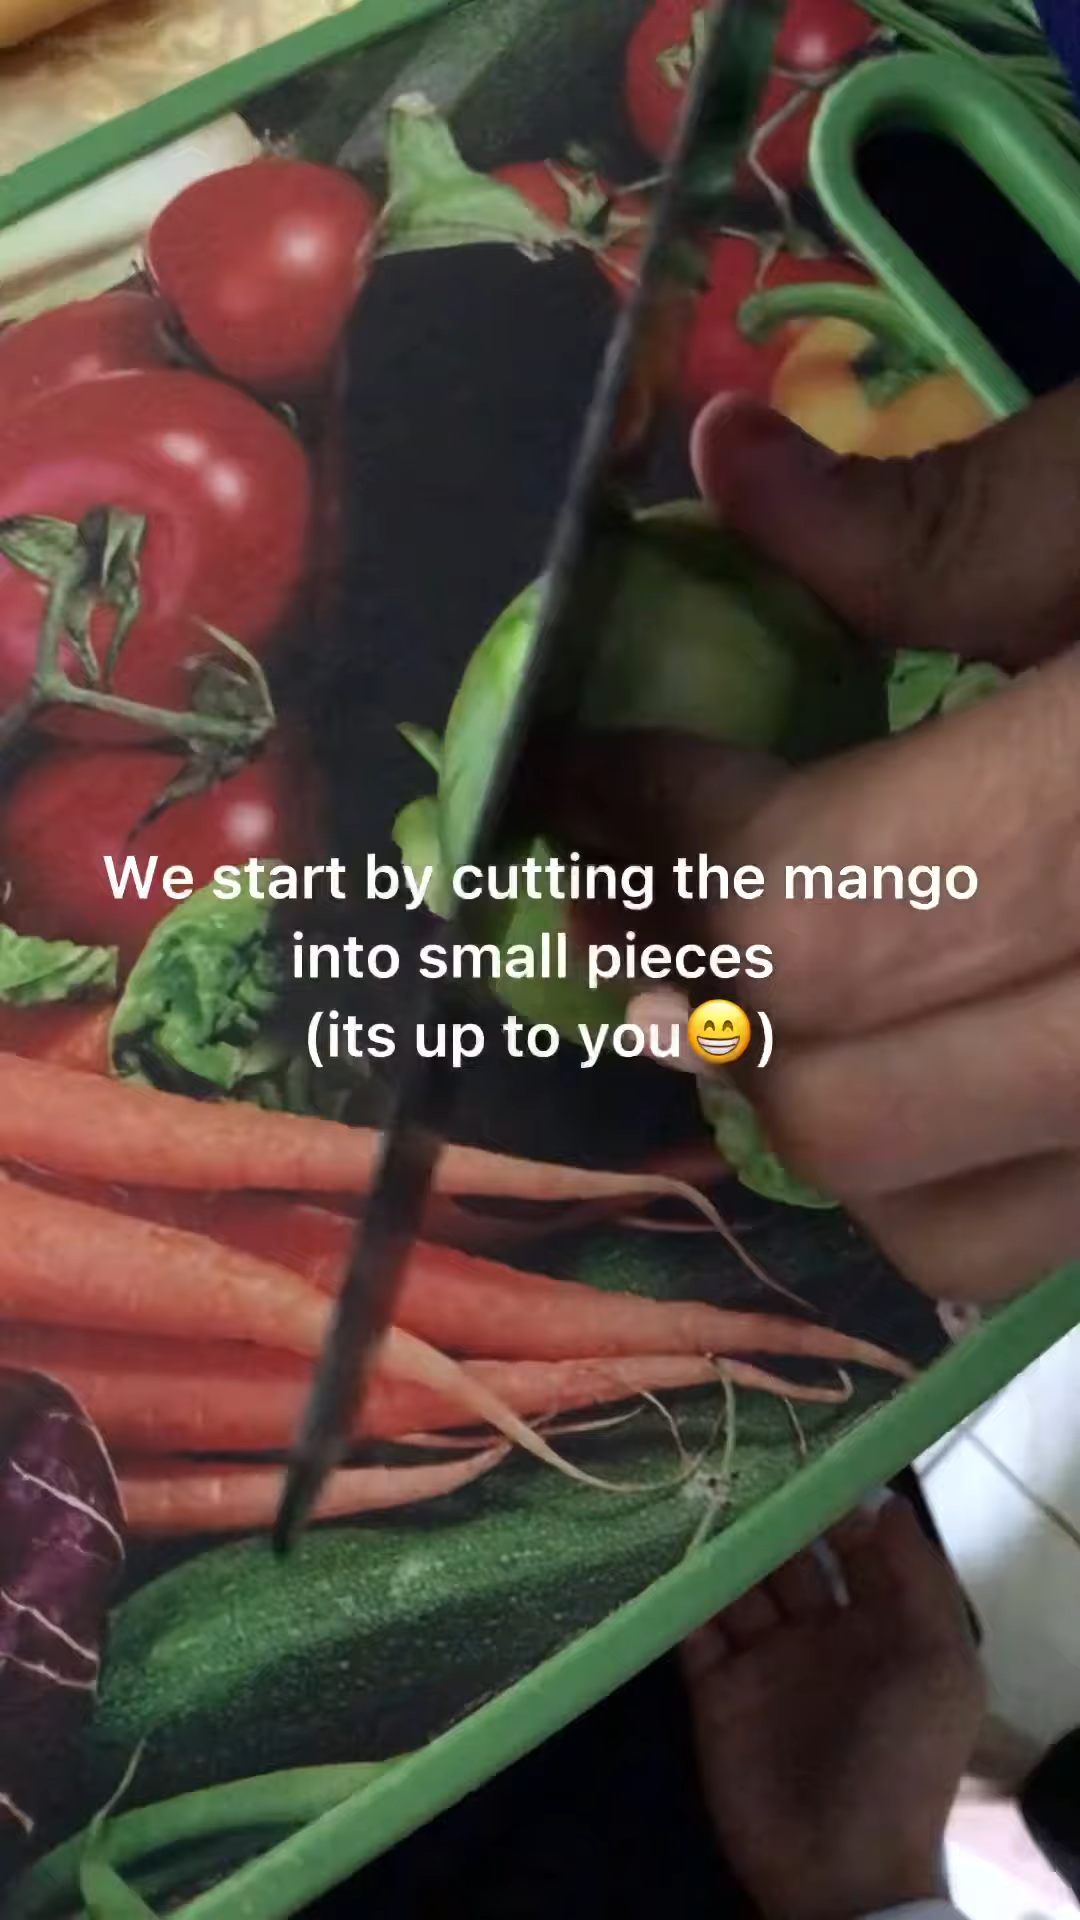 We start by cutting the mango
into small pieces
(its up to you😁)